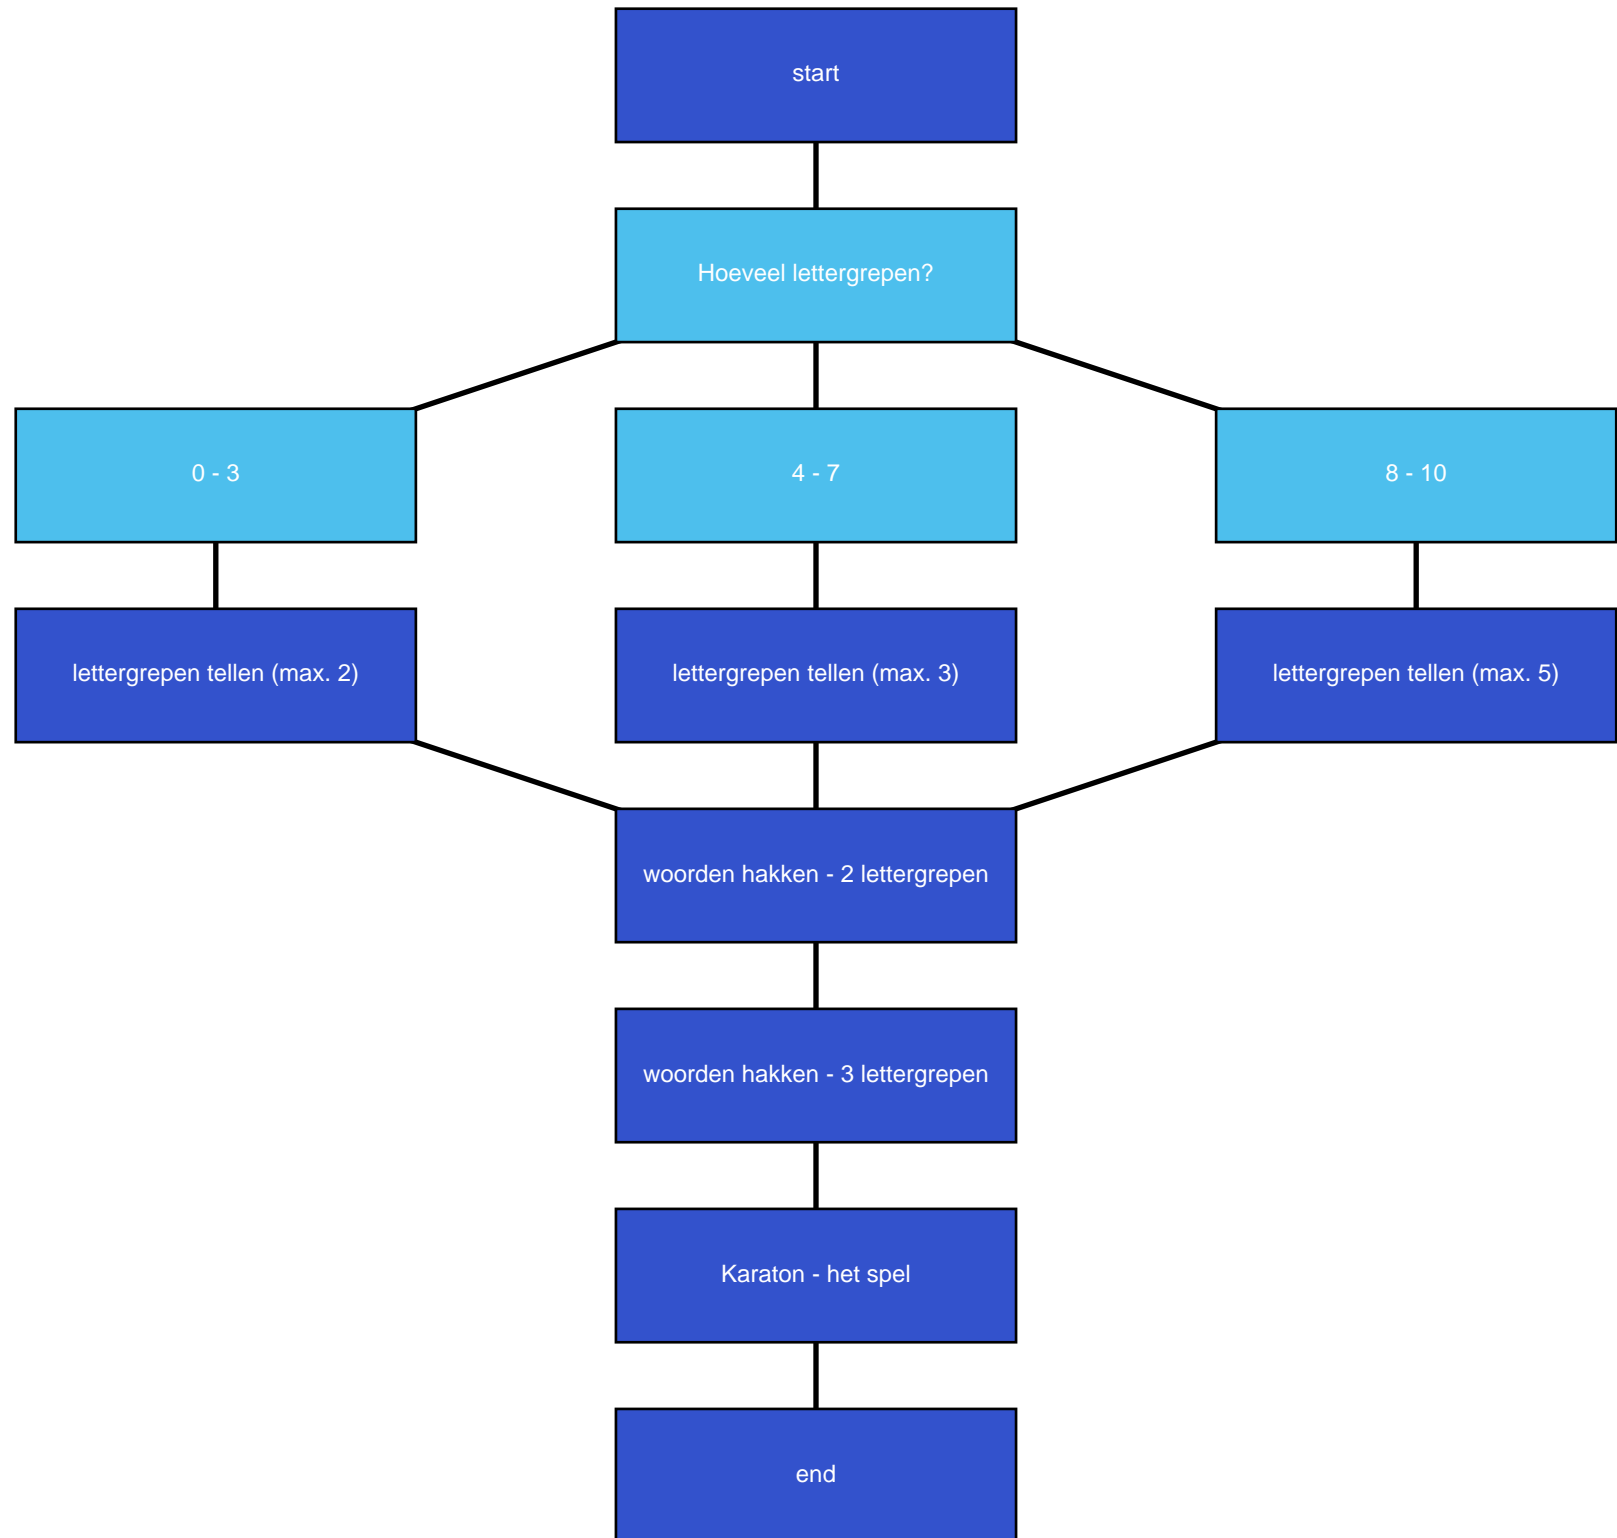 start
Hoeveel lettergrepen?
0 - 3
4 - 7
8 - 10
lettergrepen tellen (max. 2)
lettergrepen tellen (max. 3)
lettergrepen tellen (max. 5)
woorden hakken - 2 lettergrepen
woorden hakken - 3 lettergrepen
Karaton - het spel
end